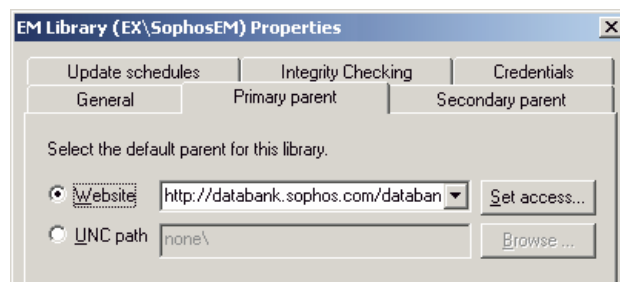 EM Library (EX\SophosEM) Properties
Update schedules Integrity Checking Credentials
General Primary parent Secondary parent
Select the default parent for this library.
Website http://databank.sophos.com/databan Set access...
UNC path none\ Browse ...